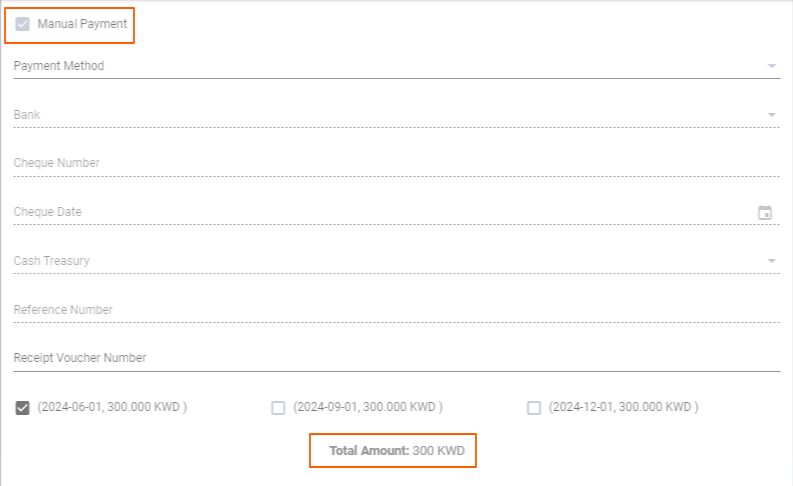 Manual Payment
Payment Method
Bank
Cheque Number
Cheque Date
Cash Treasury
Reference Number
Receipt Voucher Number
(2024-06-01, 300.000 KWD ) (2024-09-01, 300.000 KWD ) (2024-12-01, 300.000 KWD )
Total Amount: 300 KWD